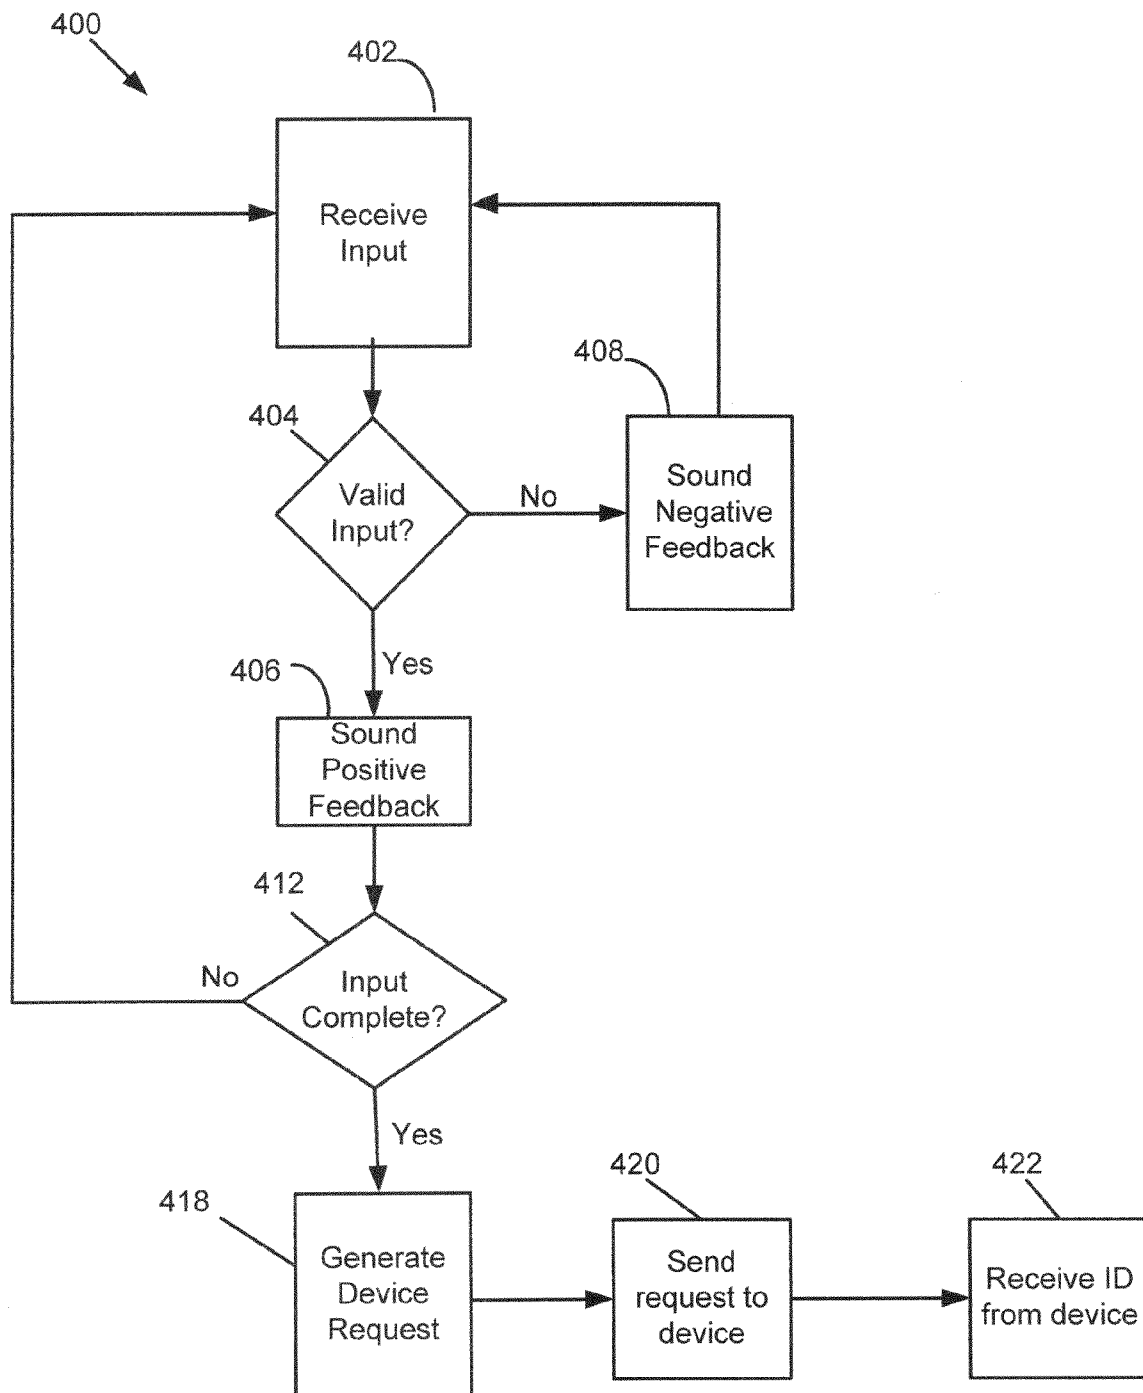 400
402
Receive
Input
408
404
Valid
Input?
No
Sound
Negative
Feedback
Yes
406
Sound
Positive
Feedback
412
No
Input
Complete?
Yes
418
Generate
Device
Request
420
Send
request to
device
422
Receive ID
from device